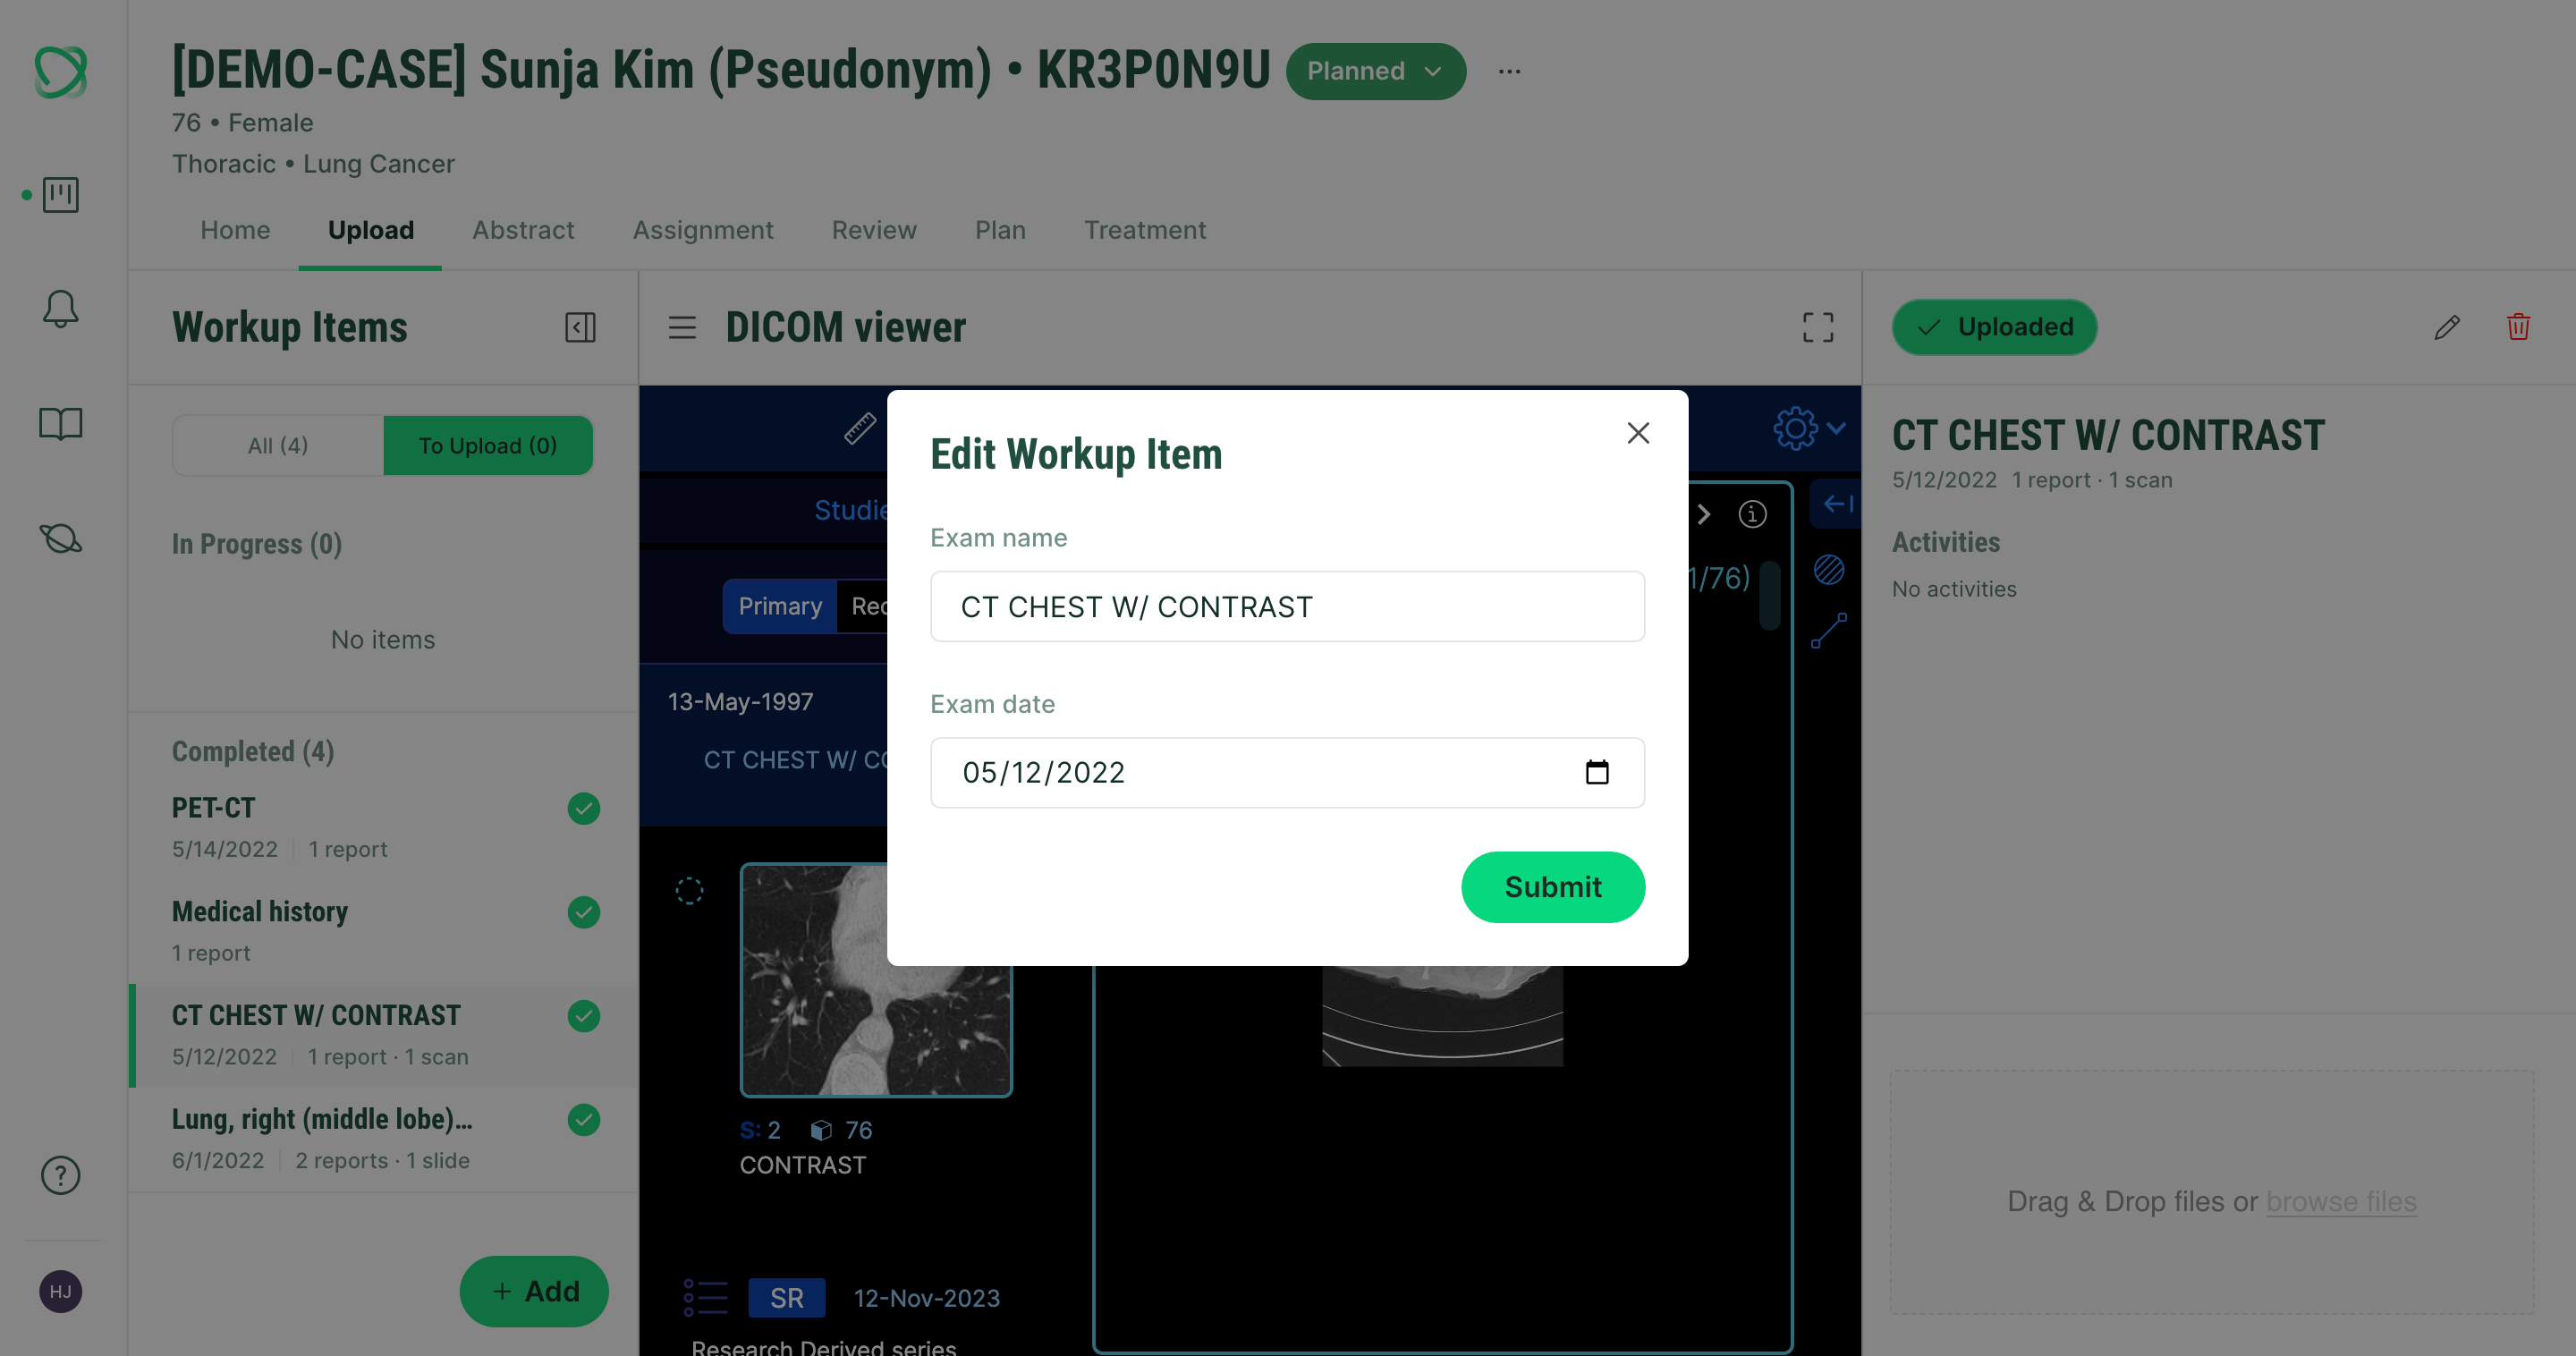 [DEMO-CASE] Sunja Kim (Pseudonym) • KR3P0N9U
Planned
76 • Female
Thoracic • Lung Cancer
Home
Upload
Abstract
Assignment
Review
Plan
Treatment
Workup Items
All (4)
To Upload (0)
In Progress (0)
No items
Completed (4)
PET-CT
5/14/2022 1 report
Medical history
1 report
CT CHEST W/ CONTRAST
5/12/2022 1 report · 1 scan
Lung, right (middle lobe)...
6/1/2022 2 reports · 1 slide
+ Add
HJ
DICOM viewer
Primary
13-May-1997
CT CHEST W/
S: 2 76
CONTRAST
SR 12-Nov-2023
Research Derived series
1/76)
Edit Workup Item
Exam name
CT CHEST W/ CONTRAST
Exam date
05/12/2022
Submit
Uploaded
CT CHEST W/ CONTRAST
5/12/2022 1 report · 1 scan
Activities
No activities
Drag & Drop files or browse files